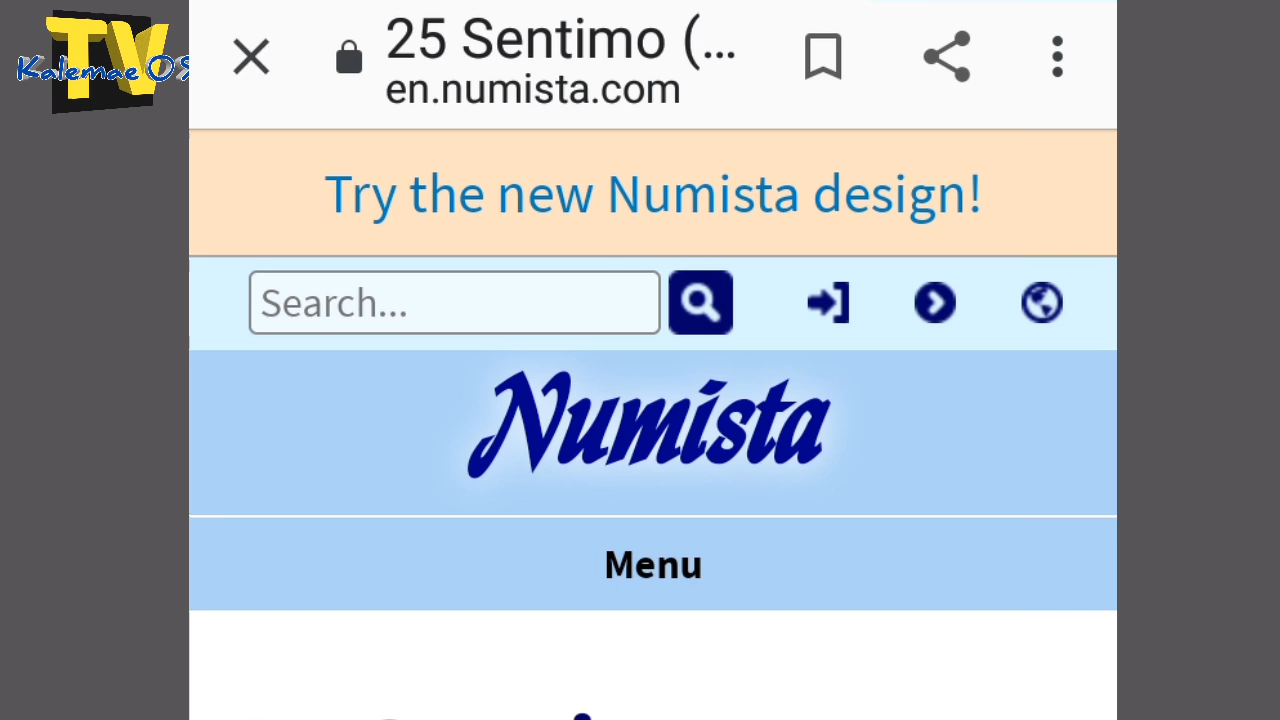 TV
Kalemae OS
25 Sentimo (...
en.numista.com
Try the new Numista design!
Search...
Numista
Menu